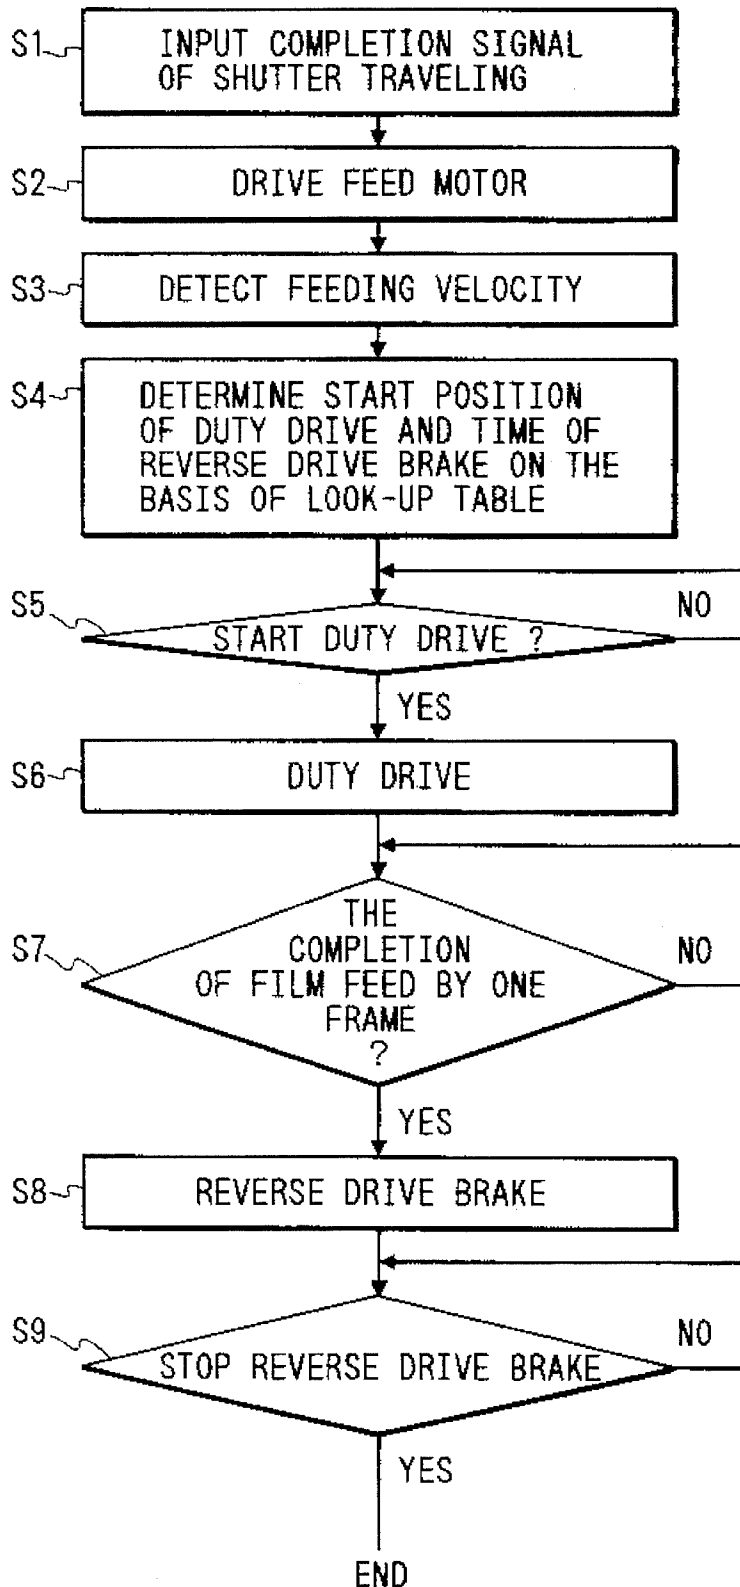 S1
INPUT COMPLETION SIGNAL
OF SHUTTER TRAVELING
S2
DRIVE FEED MOTOR
S3
DETECT FEEDING VELOCITY
S4
DETERMINE START POSITION
OF DUTY DRIVE AND TIME OF
REVERSE DRIVE BRAKE ON THE
BASIS OF LOOK-UP TABLE
S5
START DUTY DRIVE ?
NO
YES
S6
DUTY DRIVE
S7
THE
COMPLETION
OF FILM FEED BY ONE
FRAME
?
NO
YES
S8
REVERSE DRIVE BRAKE
S9
STOP REVERSE DRIVE BRAKE
NO
YES
END